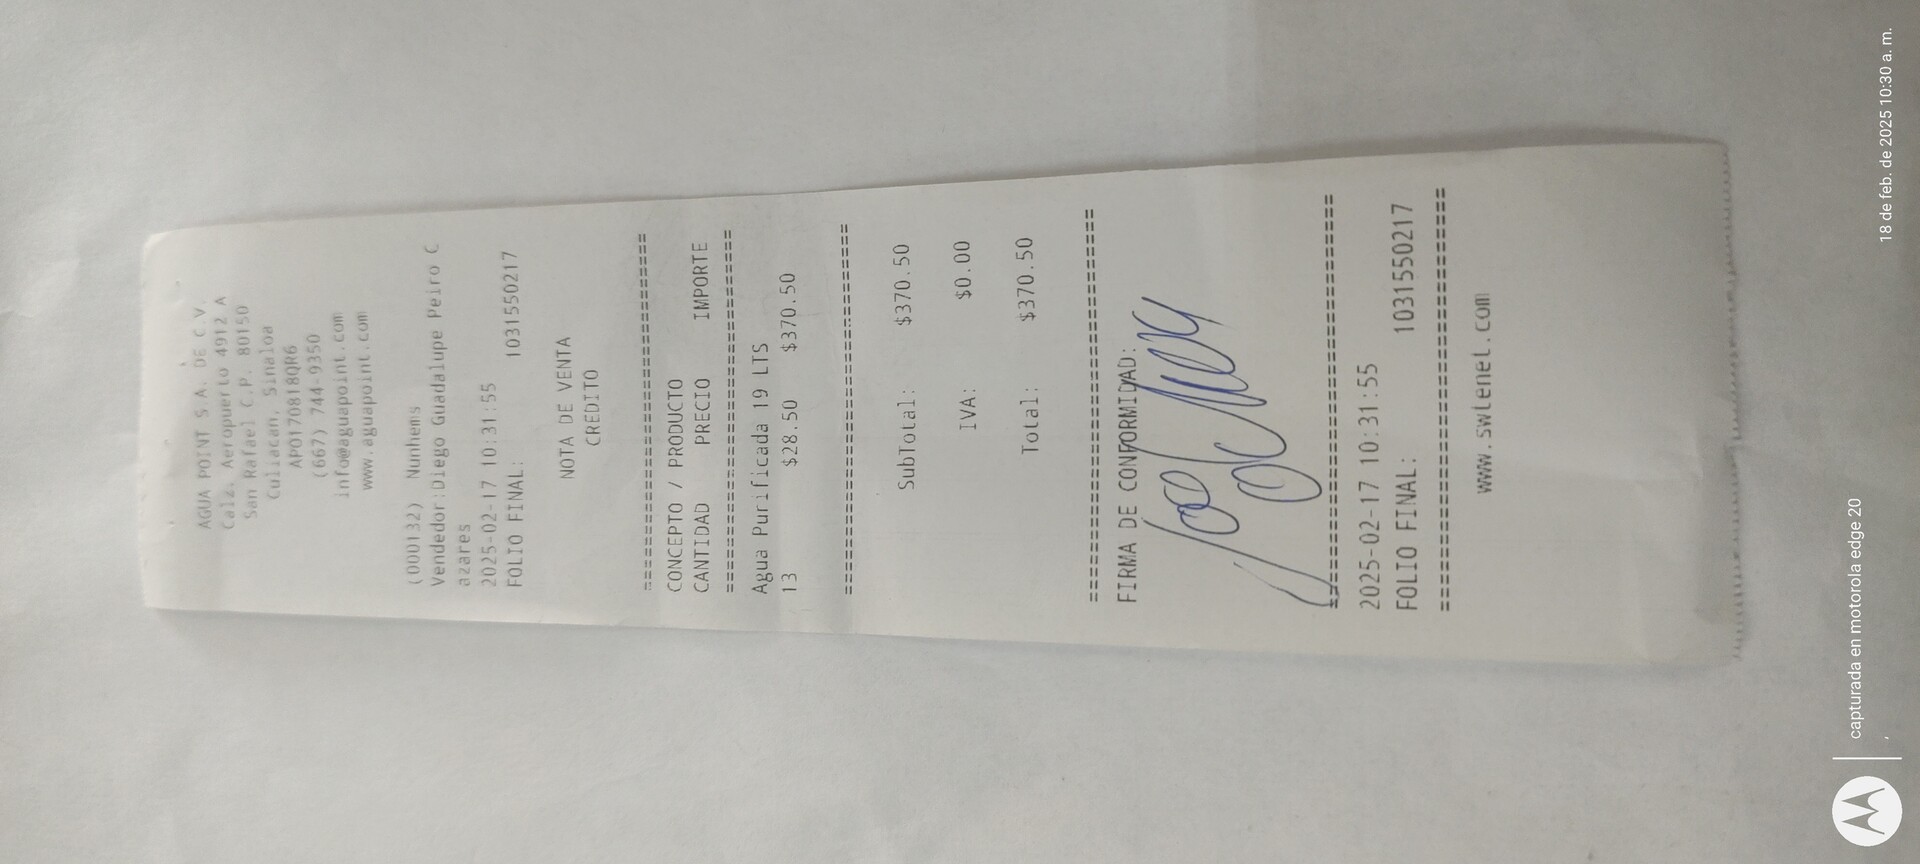 AGUA POINT S.A. DE C.V.
Calz. Aeropuerto 4912 A
San Rafael C.P. 80150
Culiacan, Sinaloa
APO170818QR6
(667) 744-9350
info@aguapoint.com
www.aguapoint.com
(000132) Nunhems
Vendedor:Diego Guadalupe Peiro C
azares
2025-02-17 10:31:55
FOLIO FINAL: 1031550217
NOTA DE VENTA
CREDITO
================================
CONCEPTO / PRODUCTO
CANTIDAD PRECIO IMPORTE
================================
Agua Purificada 19 LTS
13 $28.50 $370.50
================================
SubTotal: $370.50
IVA: $0.00
Total: $370.50
================================
FIRMA DE CONFORMIDAD:
================================
2025-02-17 10:31:55
FOLIO FINAL: 1031550217
================================
www.swtenet.com
capturada en motorola edge 20
18 de feb. de 2025 10:30 a. m.